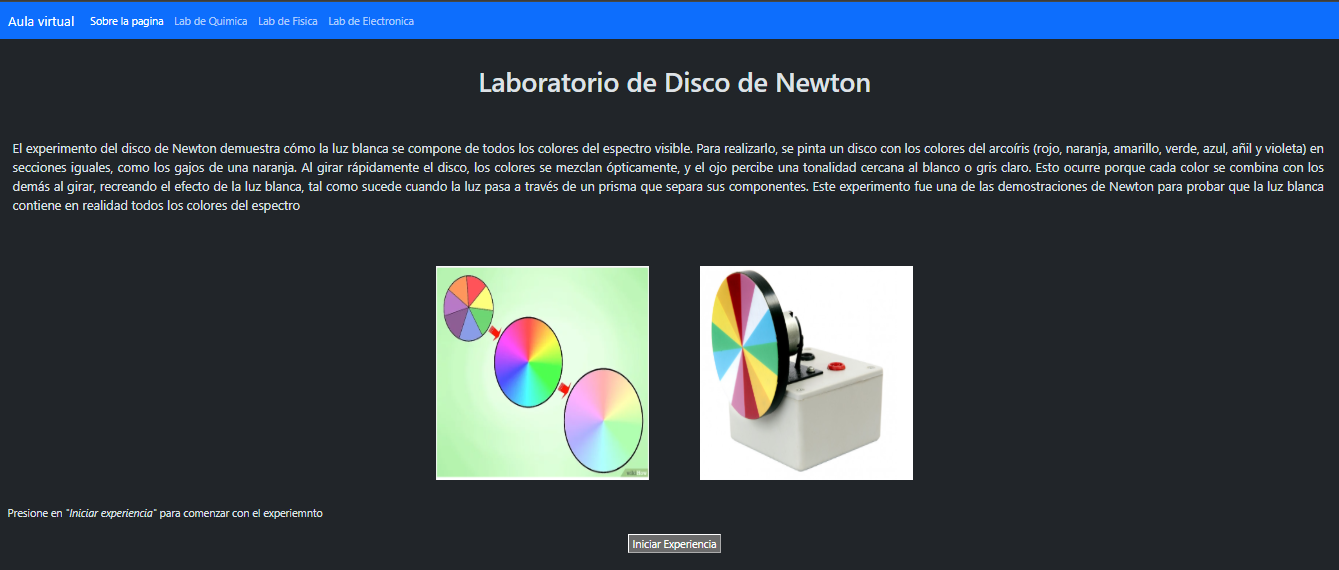 Aula virtual Sobre la pagina Lab de Quimica Lab de Fisica Lab de Electronica
Laboratorio de Disco de Newton
El experimento del disco de Newton demuestra cómo la luz blanca se compone de todos los colores del espectro visible. Para realizarlo, se pinta un disco con los colores del arcoíris (rojo, naranja, amarillo, verde, azul, añil y violeta) en
secciones iguales, como los gajos de una naranja. Al girar rápidamente el disco, los colores se mezclan ópticamente, y el ojo percibe una tonalidad cercana al blanco o gris claro. Esto ocurre porque cada color se combina con los
demás al girar, recreando el efecto de la luz blanca, tal como sucede cuando la luz pasa a través de un prisma que separa sus componentes. Este experimento fue una de las demostraciones de Newton para probar que la luz blanca
contiene en realidad todos los colores del espectro
Presione en "Iniciar experiencia" para comenzar con el experiemnto
Iniciar Experiencia